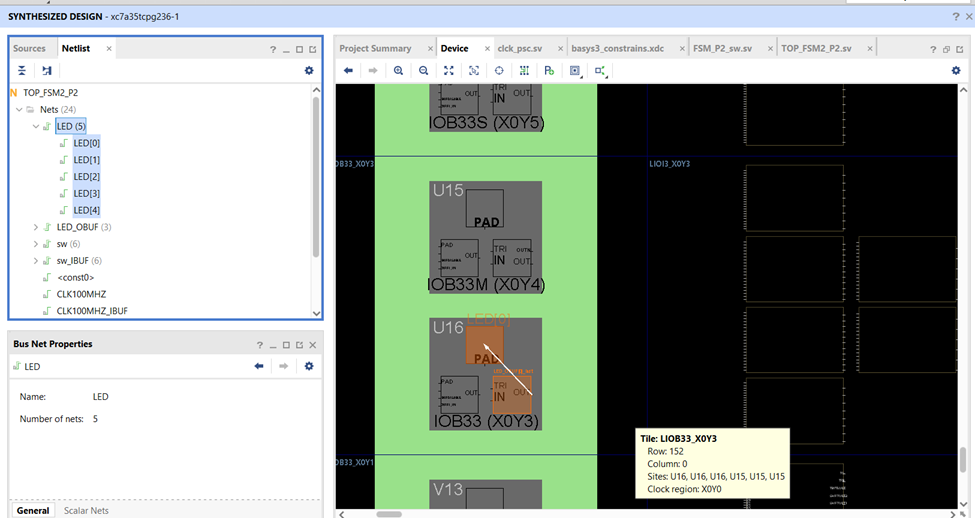 SYNTHESIZED DESIGN - xc7a35tcpg236-1
Sources
Netlist
TOP_FSM2_P2
Nets (24)
LED (5)
LED[0]
LED[1]
LED[2]
LED[3]
LED[4]
LED_OBUF (3)
sw (6)
sw_IBUF (6)
<const0>
CLK100MHZ
CLK100MHZ_IBUF
Bus Net Properties
LED
Name: LED
Number of nets: 5
General
Scalar Nets
Project Summary
Device
clck_psc.sv
basys3_constrains.xdc
FSM_P2_sw.sv
TOP_FSM2_P2.sv
OUT
TRI
IN
OUT
IOB33S (X0Y5)
OB33_X0Y3
LIOI3_X0Y3
U15
PAD
PAD
OUT
TRI
IN
OUT
IOB33M (X0Y4)
LED[0]
U16
PAD
PAD
OUT
TRI
IN
OUT
IOB33 (X0Y3)
OB33_X0Y1
V13
Tile: LIOB33_X0Y3
Row: 152
Column: 0
Sites: U16, U16, U16, U15, U15, U15
Clock region: X0Y0